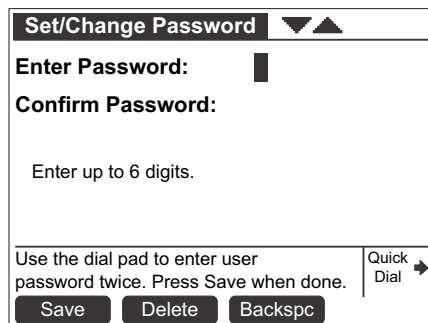 Set/Change Password
Enter Password:
Confirm Password:
Enter up to 6 digits.
Use the dial pad to enter user
password twice. Press Save when done.
Quick
Dial
Save Delete Backspc